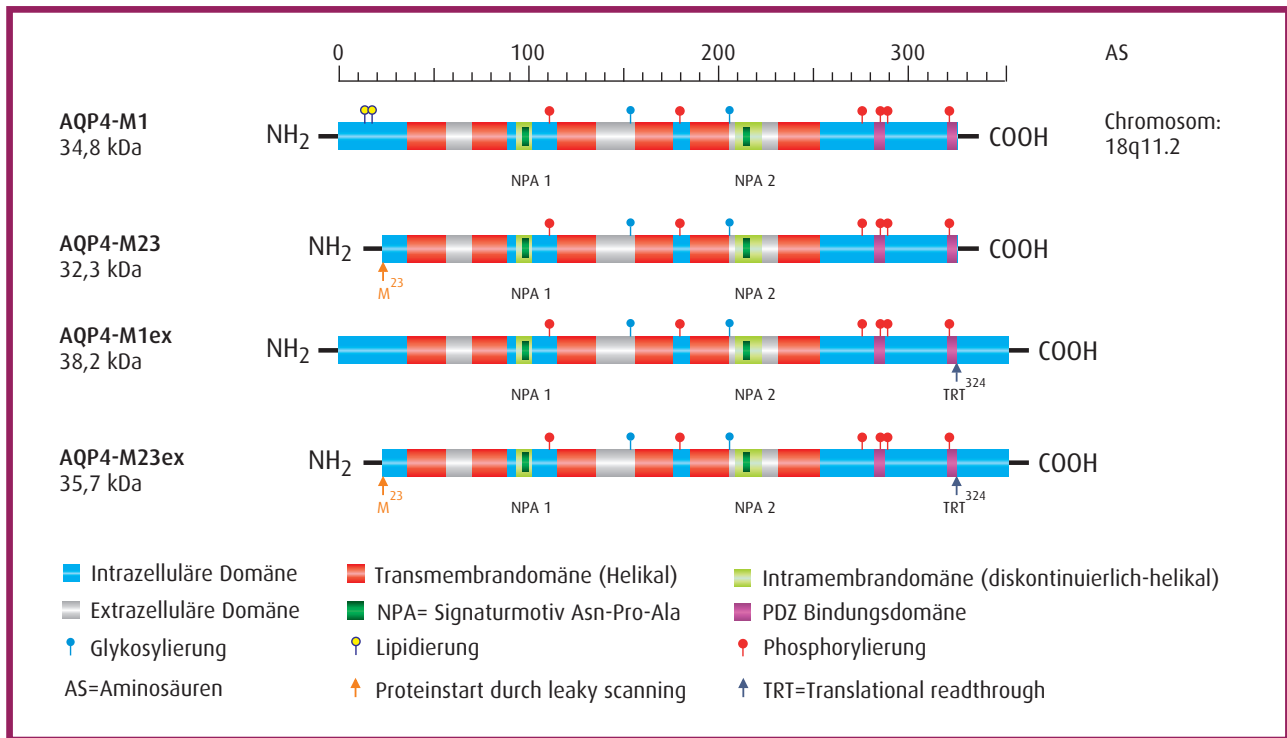 0 100 200 300 AS
AQP4-M1
34,8 kDa
NH2 COOH
Chromosom:
18q11.2
NPA 1 NPA 2
AQP4-M23
32,3 kDa
NH2 COOH
M23
NPA 1 NPA 2
AQP4-M1ex
38,2 kDa
NH2 COOH
NPA 1 NPA 2 TRT324
AQP4-M23ex
35,7 kDa
NH2 COOH
M23 NPA 1 NPA 2 TRT324
Intrazelluläre Domäne Transmembrandomäne (Helikal) Intramembrandomäne (diskontinuierlich-helikal)
Extrazelluläre Domäne NPA= Signaturmotiv Asn-Pro-Ala PDZ Bindungsdomäne
Glykosylierung Lipidierung Phosphorylierung
AS=Aminosäuren Proteinstart durch leaky scanning TRT=Translational readthrough